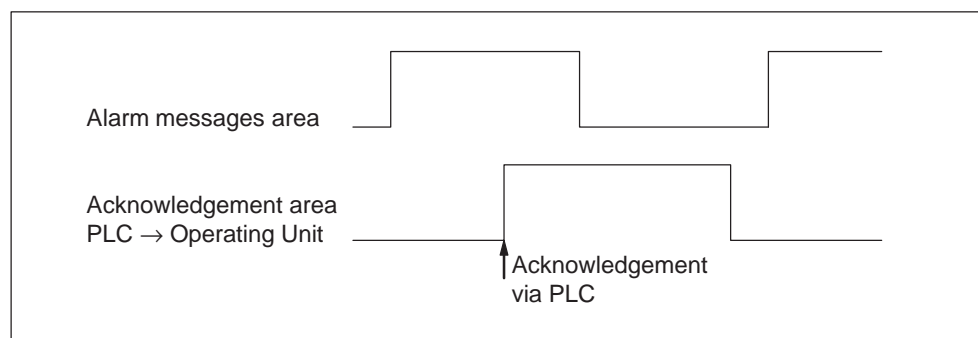 Alarm messages area
Acknowledgement area
PLC → Operating Unit
Acknowledgement
via PLC